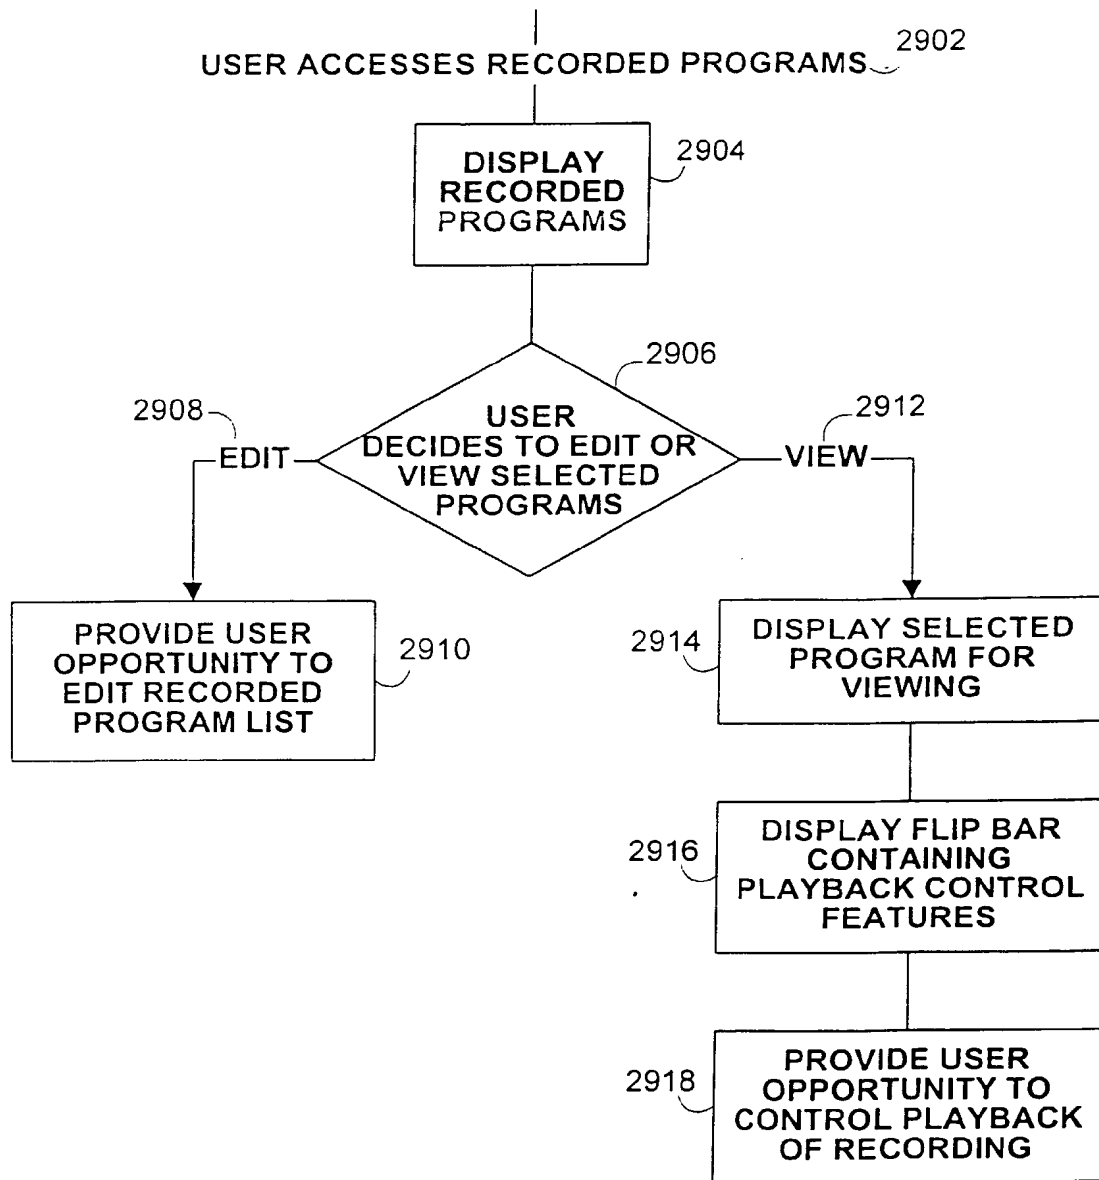 2902
USER ACCESSES RECORDED PROGRAMS
DISPLAY
RECORDED
PROGRAMS
2904
2906
USER
DECIDES TO EDIT OR
VIEW SELECTED
PROGRAMS
2908
EDIT
2912
VIEW
PROVIDE USER
OPPORTUNITY TO
EDIT RECORDED
PROGRAM LIST
2910
2914
DISPLAY SELECTED
PROGRAM FOR
VIEWING
2916
DISPLAY FLIP BAR
CONTAINING
PLAYBACK CONTROL
FEATURES
2918
PROVIDE USER
OPPORTUNITY TO
CONTROL PLAYBACK
OF RECORDING